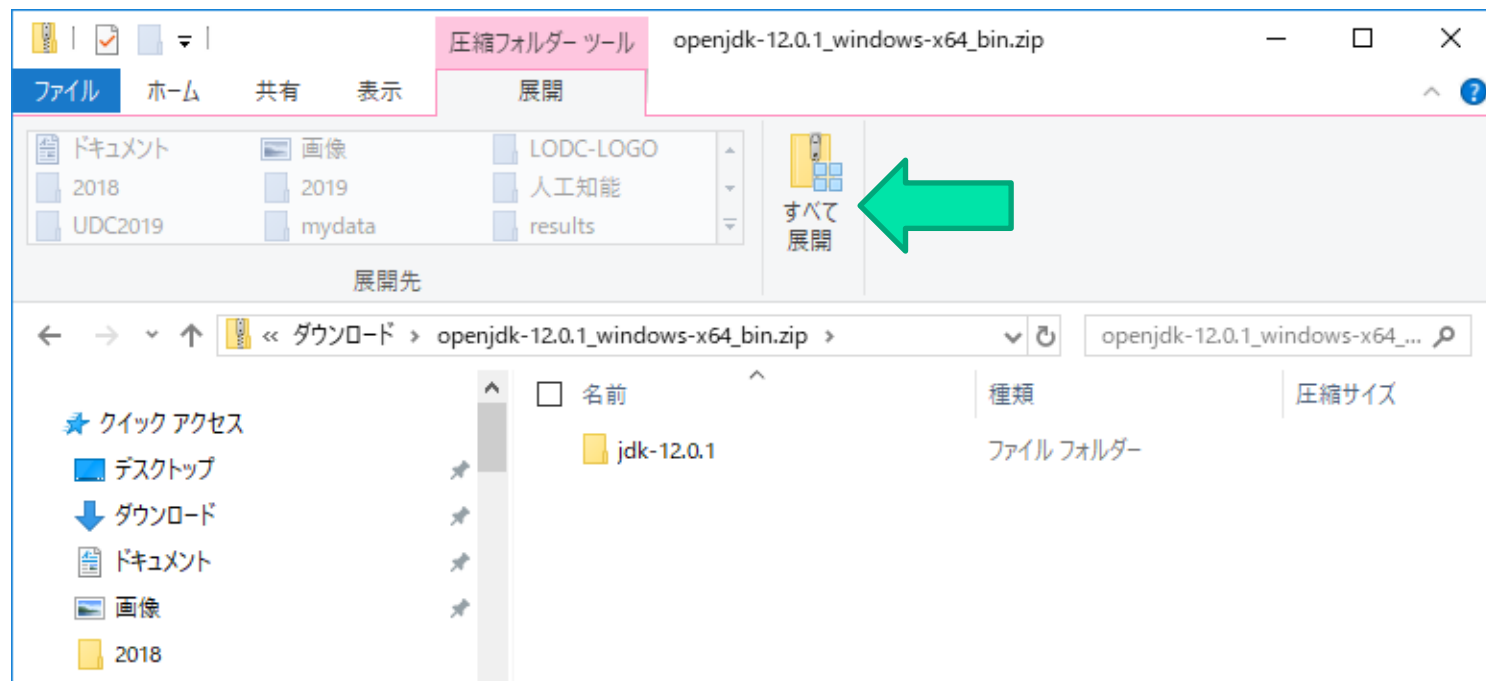 圧縮フォルダー ツール openjdk-12.0.1_windows-x64_bin.zip
ファイル ホーム 共有 表示 展開
ドキュメント 画像 LODC-LOGO
2018 2019 人工知能
UDC2019 mydata results
すべて
展開
展開先
« ダウンロード › openjdk-12.0.1_windows-x64_bin.zip › openjdk-12.0.1_windows-x64_...
名前 種類 圧縮サイズ
クイック アクセス
jdk-12.0.1 ファイル フォルダー
デスクトップ
ダウンロード
ドキュメント
画像
2018